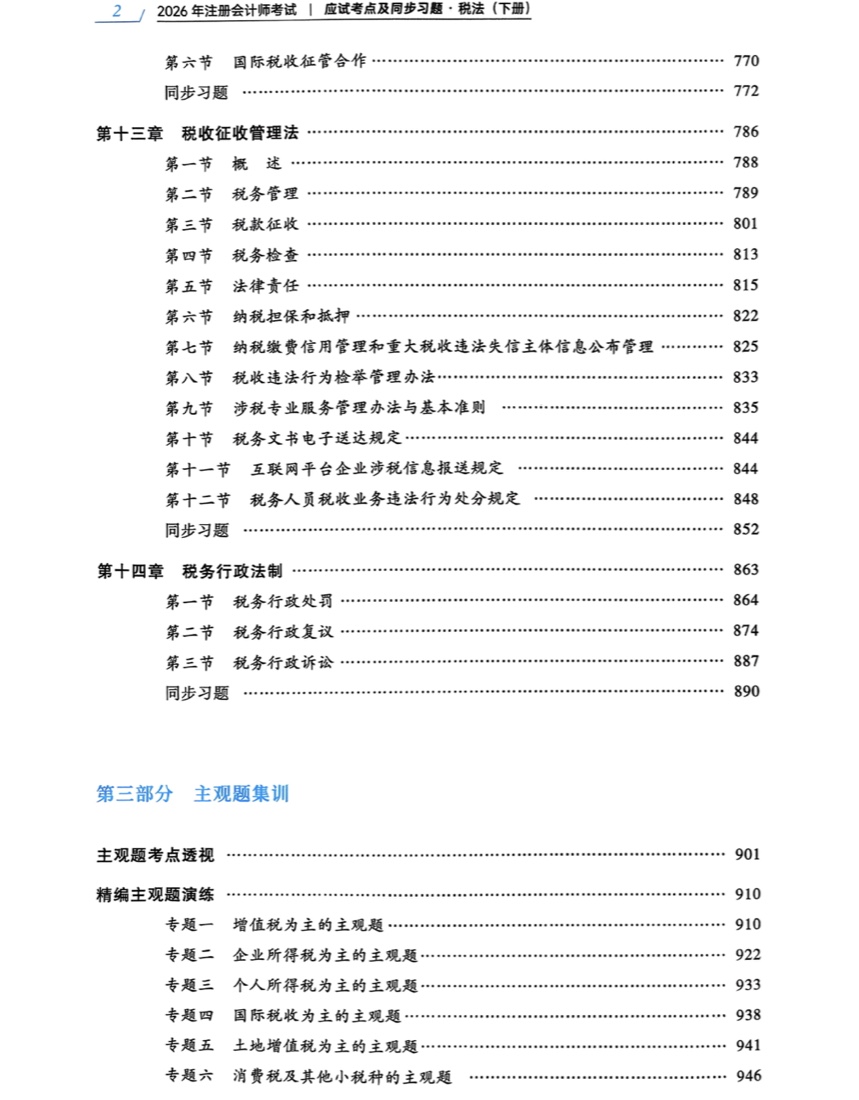 2 2026年注册会计师考试 | 应试考点及同步习题·税法（下册）
第六节 国际税收征管合作 …… 770
同步习题 …… 772
第十三章 税收征收管理法 …… 786
第一节 概 述 …… 788
第二节 税务管理 …… 789
第三节 税款征收 …… 801
第四节 税务检查 …… 813
第五节 法律责任 …… 815
第六节 纳税担保和抵押 …… 822
第七节 纳税缴费信用管理和重大税收违法失信主体信息公布管理 …… 825
第八节 税收违法行为检举管理办法 …… 833
第九节 涉税专业服务管理办法与基本准则 …… 835
第十节 税务文书电子送达规定 …… 844
第十一节 互联网平台企业涉税信息报送规定 …… 844
第十二节 税务人员税收业务违法行为处分规定 …… 848
同步习题 …… 852
第十四章 税务行政法制 …… 863
第一节 税务行政处罚 …… 864
第二节 税务行政复议 …… 874
第三节 税务行政诉讼 …… 887
同步习题 …… 890
第三部分 主观题集训
主观题考点透视 …… 901
精编主观题演练 …… 910
专题一 增值税为主的主观题 …… 910
专题二 企业所得税为主的主观题 …… 922
专题三 个人所得税为主的主观题 …… 933
专题四 国际税收为主的主观题 …… 938
专题五 土地增值税为主的主观题 …… 941
专题六 消费税及其他小税种的主观题 …… 946